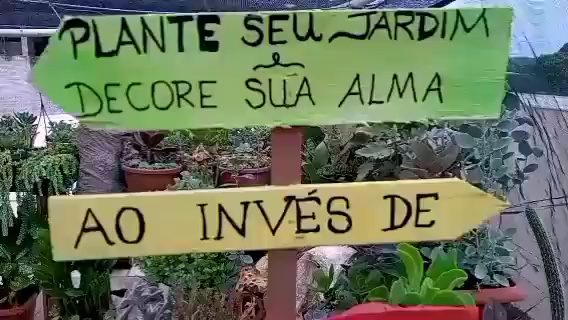 PLANTE SEU JARDIM
e
DECORE SUA ALMA
AO INVÉS DE